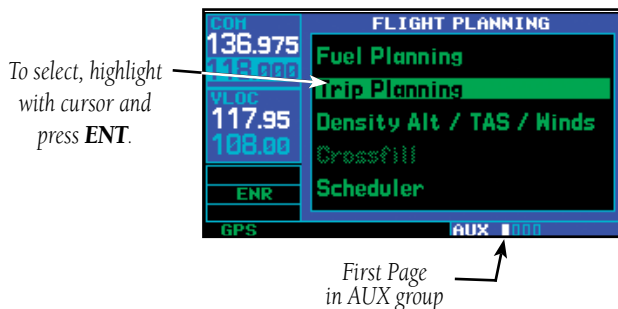 COM
136.975
118.000
VLOC
117.95
108.00
ENR
GPS
FLIGHT PLANNING
Fuel Planning
Trip Planning
Density Alt / TAS / Winds
Crossfill
Scheduler
AUX
To select, highlight
with cursor and
press ENT.
First Page
in AUX group